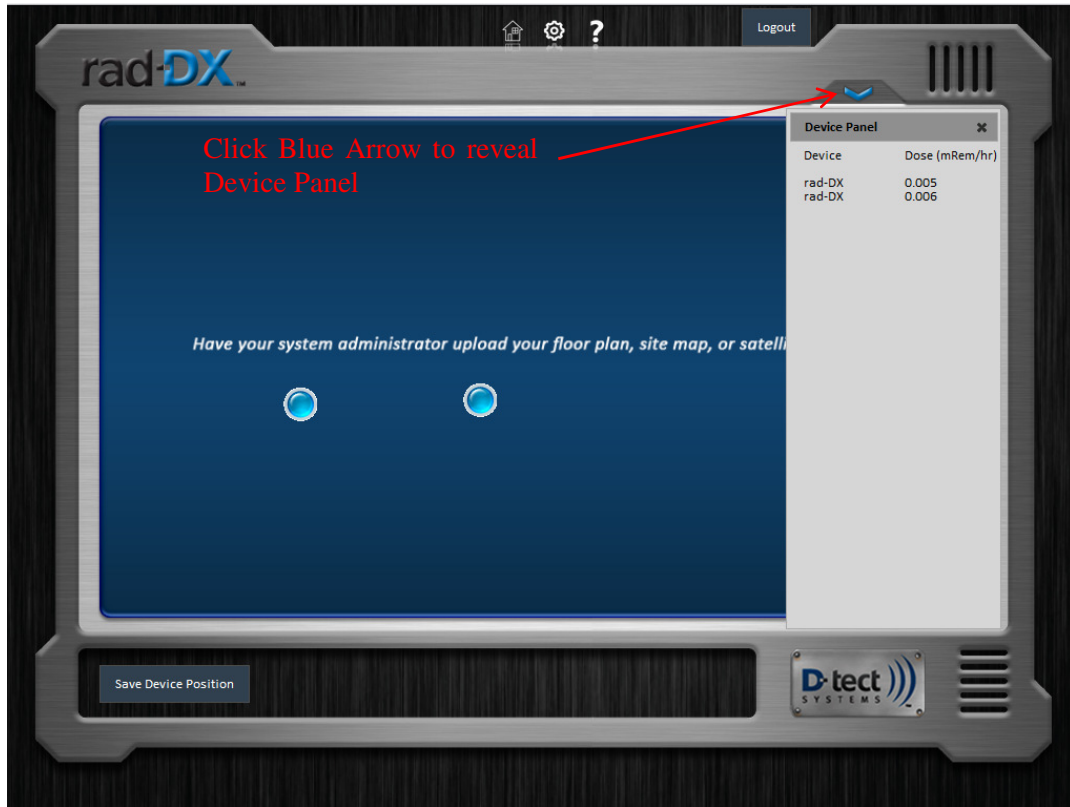 Logout
rad-DX™
Click Blue Arrow to reveal
Device Panel
Device Panel
Device Dose (mRem/hr)
rad-DX 0.005
rad-DX 0.006
Have your system administrator upload your floor plan, site map, or satelli
Save Device Position
D-tect
SYSTEMS